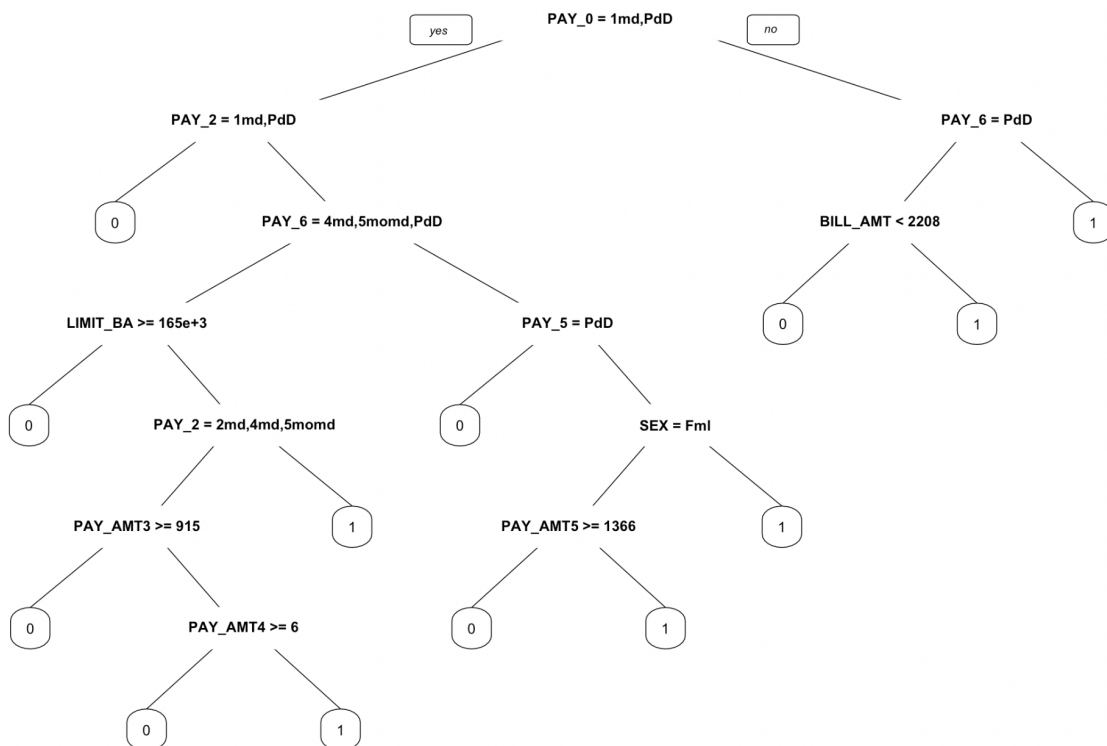 PAY_0 = 1md,PdD
yes
no
PAY_2 = 1md,PdD
PAY_6 = PdD
0
PAY_6 = 4md,5momd,PdD
BILL_AMT < 2208
1
LIMIT_BA >= 165e+3
PAY_5 = PdD
0
1
0
PAY_2 = 2md,4md,5momd
0
SEX = Fml
PAY_AMT3 >= 915
1
PAY_AMT5 >= 1366
1
0
PAY_AMT4 >= 6
0
1
0
1